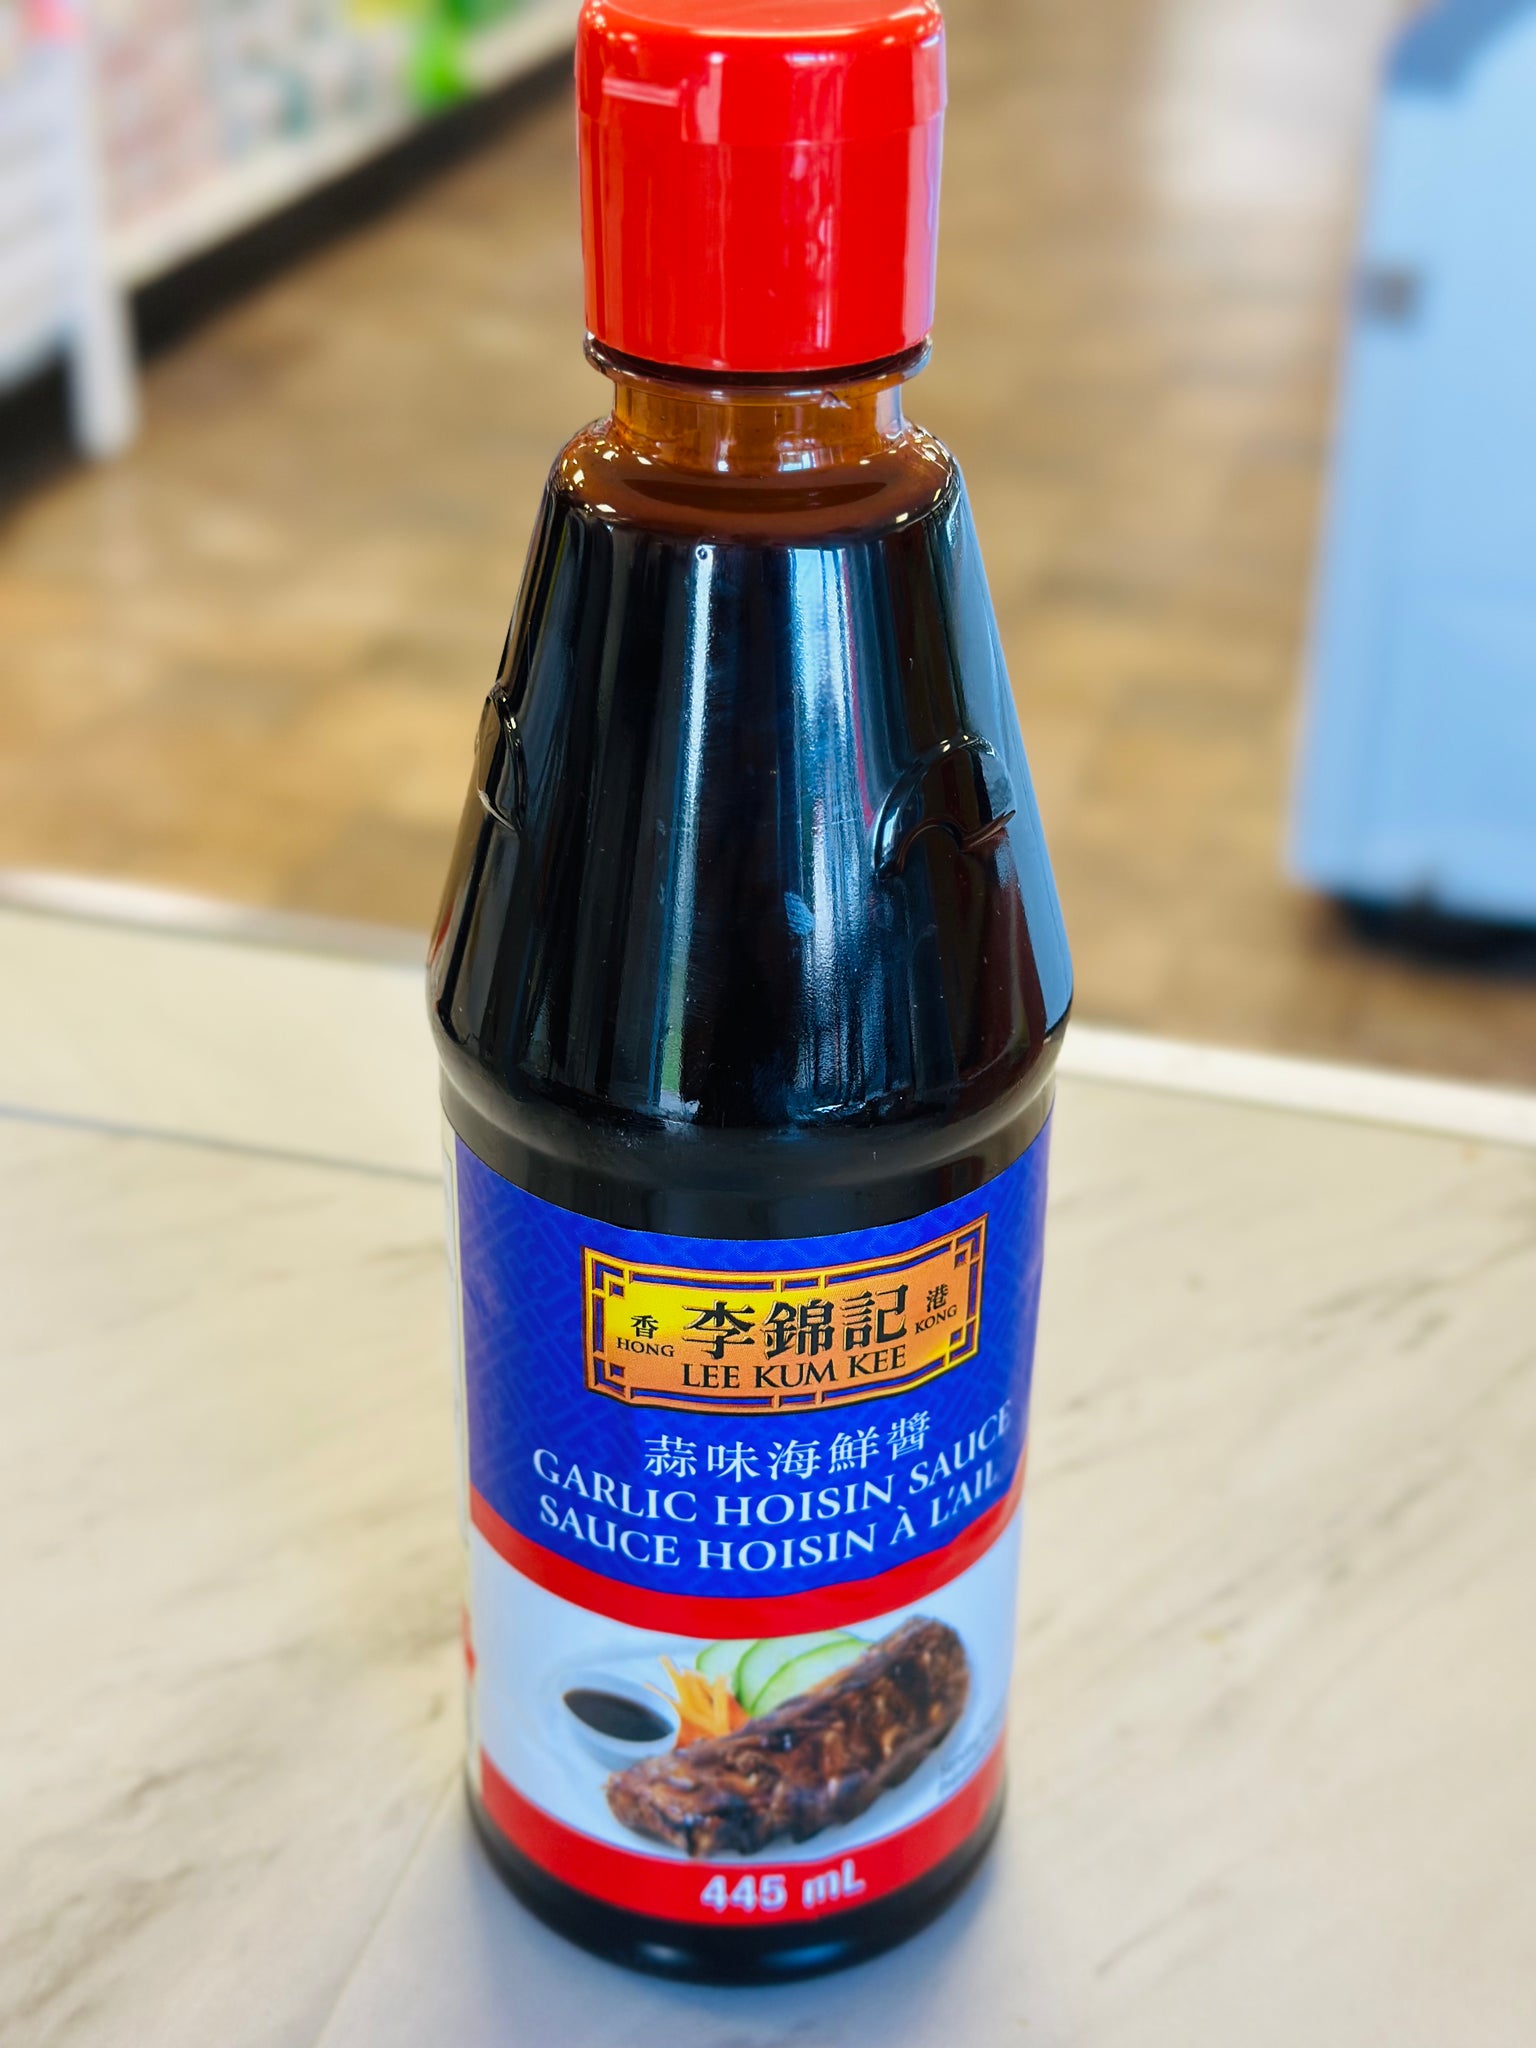 香 李錦記 港
HONG LEE KUM KEE KONG
蒜味海鮮醬
GARLIC HOISIN SAUCE
SAUCE HOISIN À L'AIL
445 mL